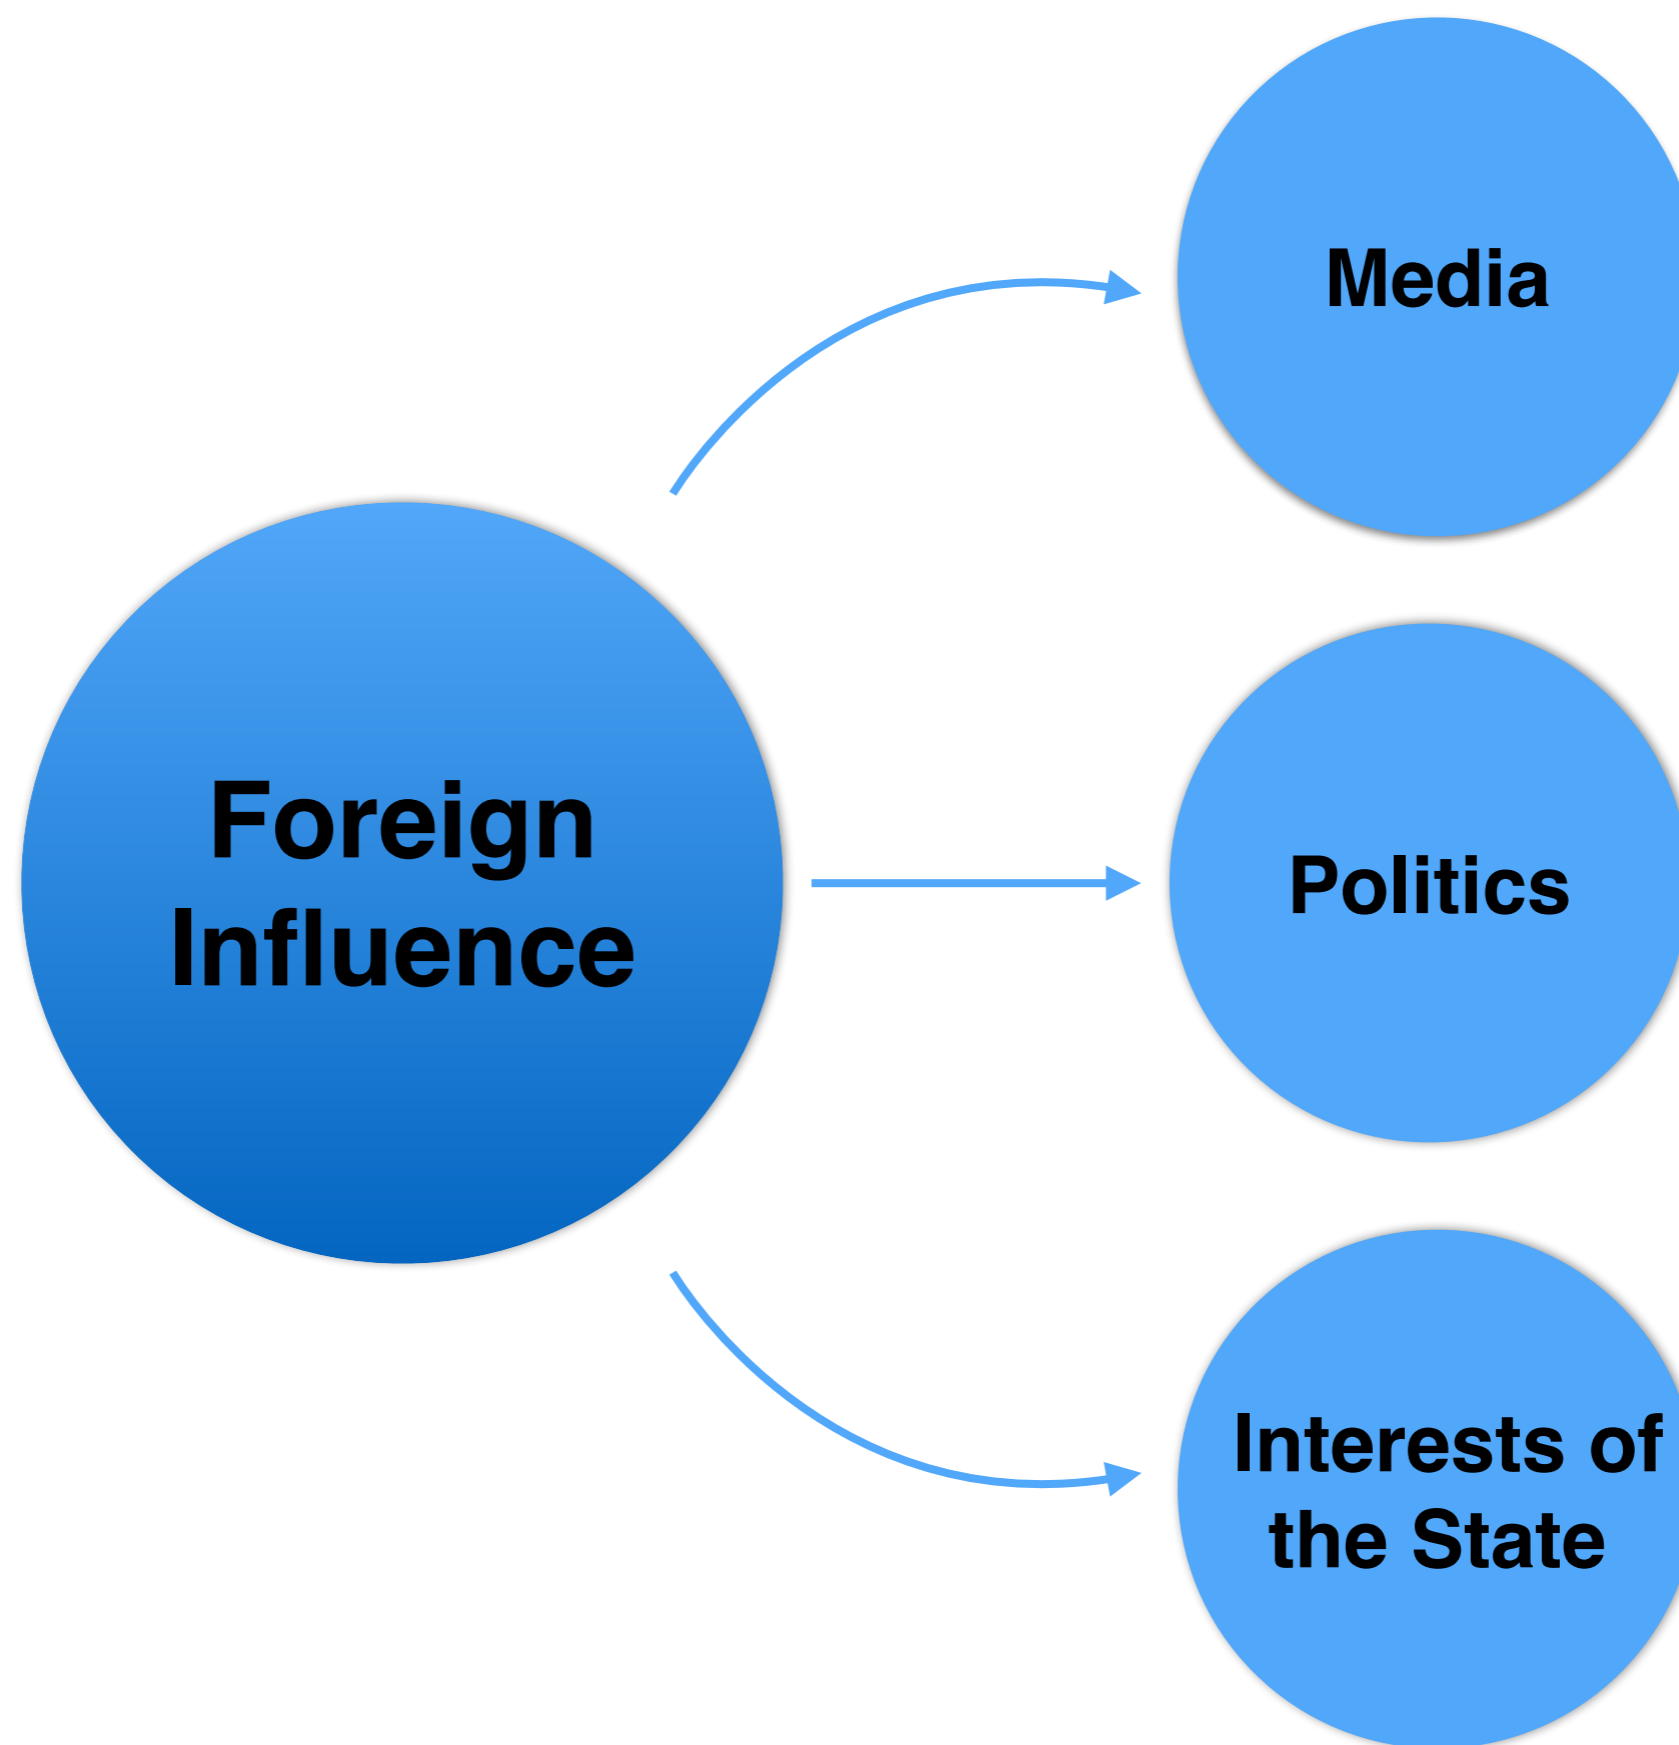 Media
Foreign
Influence
Politics
Interests of
the State